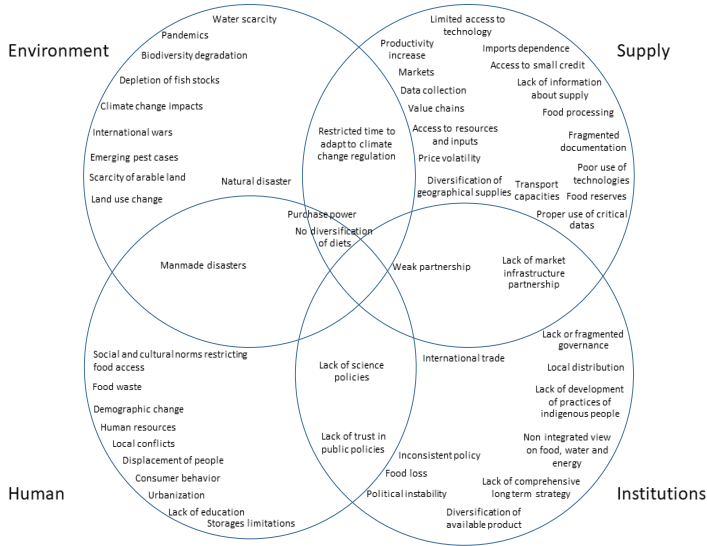 Environment
Water scarcity
Pandemics
Biodiversity degradation
Depletion of fish stocks
Climate change impacts
International wars
Emerging pest cases
Scarcity of arable land
Land use change
Natural disaster
Restricted time to
adapt to climate
change regulation
Supply
Limited access to
technology
Productivity
increase
Imports dependence
Markets
Access to small credit
Data collection
Lack of information
about supply
Value chains
Food processing
Access to resources
and inputs
Fragmented
documentation
Price volatility
Poor use of
technologies
Diversification of
geographical supplies
Transport
capacities
Food reserves
Proper use of critical
datas
Purchase power
No diversification
of diets
Manmade disasters
Weak partnership
Lack of market
infrastructure
partnership
Social and cultural norms restricting
food access
Food waste
Demographic change
Human resources
Local conflicts
Displacement of people
Consumer behavior
Urbanization
Lack of education
Storages limitations
Human
Lack of science
policies
Lack of trust in
public policies
International trade
Lack or fragmented
governance
Local distribution
Lack of development
of practices of
indigenous people
Non integrated view
on food, water and
energy
Inconsistent policy
Food loss
Political instability
Lack of comprehensive
long term strategy
Diversification of
available product
Institutions